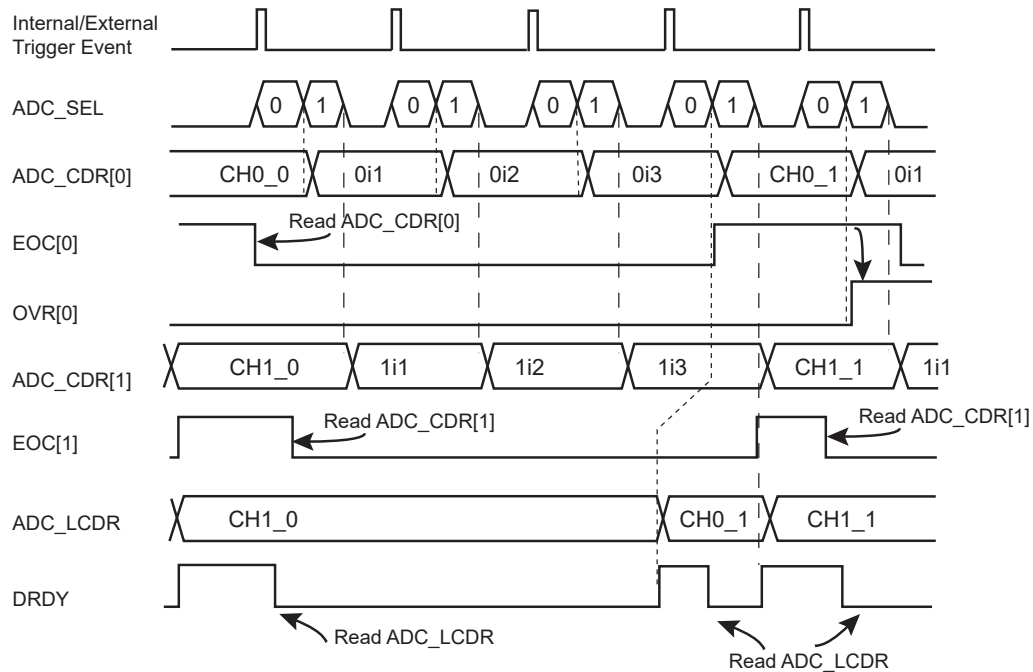 Internal/External
Trigger Event
ADC_SEL
0 1 0 1 0 1 0 1 0 1
ADC_CDR[0]
CH0_0 0i1 0i2 0i3 CH0_1 0i1
Read ADC_CDR[0]
EOC[0]
OVR[0]
ADC_CDR[1]
CH1_0 1i1 1i2 1i3 CH1_1 1i1
Read ADC_CDR[1]
Read ADC_CDR[1]
EOC[1]
ADC_LCDR
CH1_0 CH0_1 CH1_1
DRDY
Read ADC_LCDR
Read ADC_LCDR